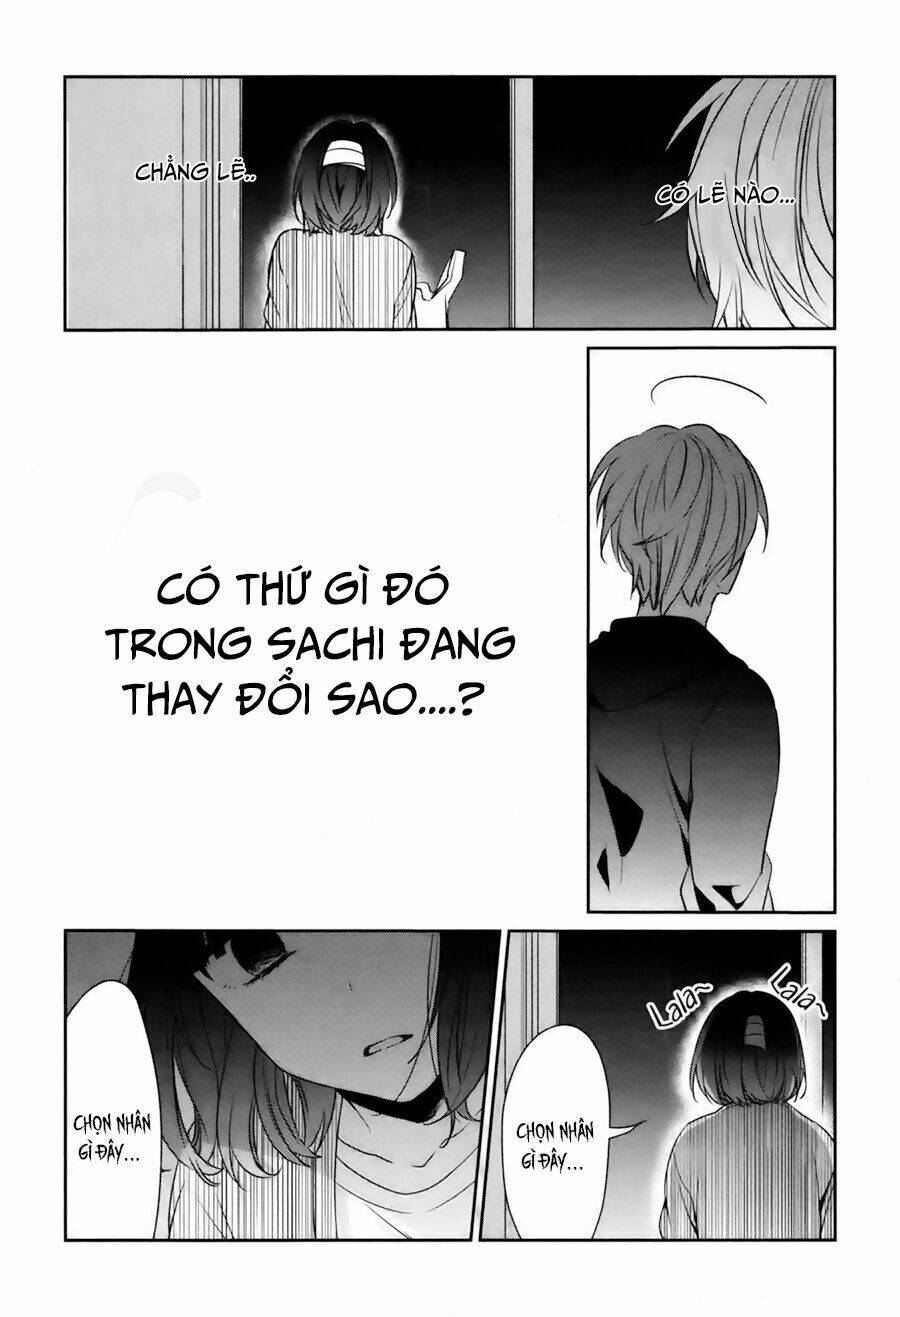 CÓ LẼ NÀO...
CHẲNG LẼ..
CÓ THỨ GÌ ĐÓ
TRONG SACHI ĐANG
THAY ĐỔI SAO....?
Lala~
Lala~
CHỌN NHÂN
GÌ ĐÂY...
CHỌN NHÂN
GÌ ĐÂY...